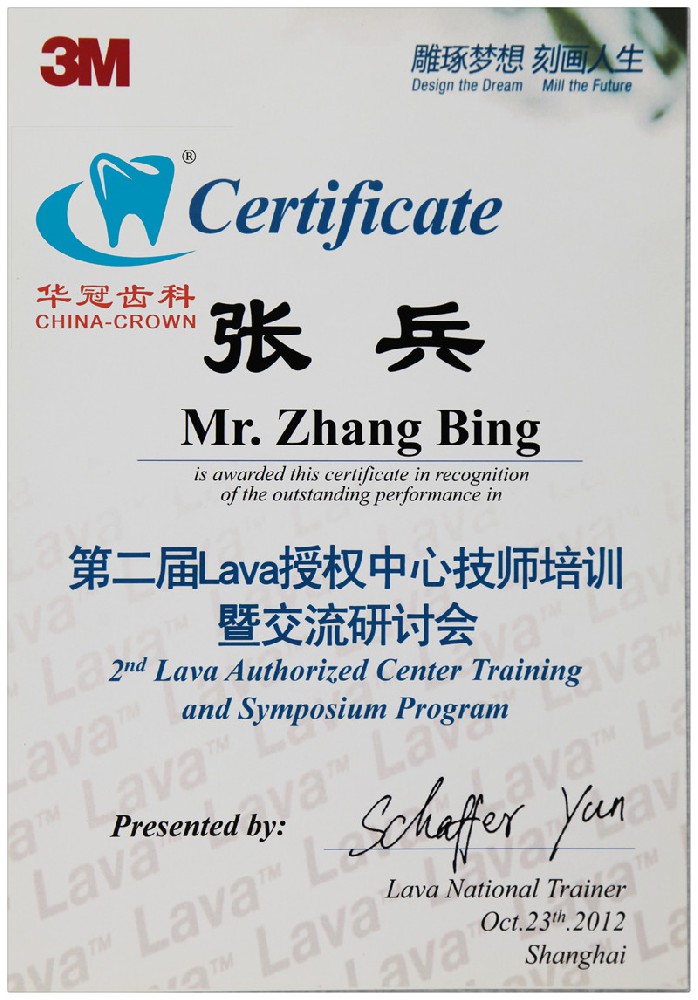 3M
雕琢梦想 刻画人生
Design the Dream Mill the Future
®
Certificate
华冠齿科
CHINA-CROWN
张 兵
Mr. Zhang Bing
is awarded this certificate in recognition
of the outstanding performance in
第二届Lava授权中心技师培训
暨交流研讨会
2nd Lava Authorized Center Training
and Symposium Program
Presented by:
Schaffer Yun
Lava National Trainer
Oct.23th.2012
Shanghai
Lava™